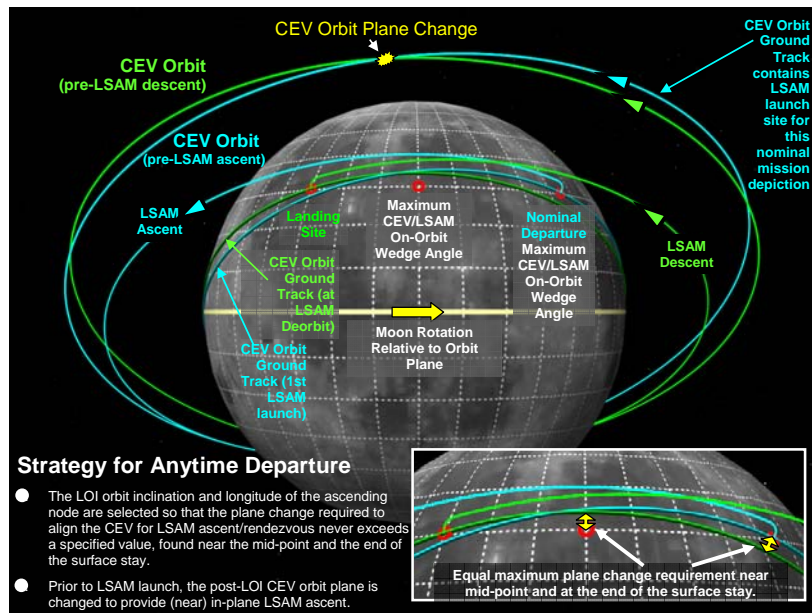 CEV Orbit Plane Change
CEV Orbit
(pre-LSAM descent)
CEV Orbit
Ground
Track
contains
LSAM
launch
site for
this
nominal
mission
depiction
CEV Orbit
(pre-LSAM ascent)
LSAM
Ascent
Landing
Site
Maximum
CEV/LSAM
On-Orbit
Wedge Angle
Nominal
Departure
Maximum
CEV/LSAM
On-Orbit
Wedge
Angle
LSAM
Descent
CEV Orbit
Ground
Track (at
LSAM
Deorbit)
CEV Orbit
Ground
Track (1st
LSAM
launch)
Moon Rotation
Relative to Orbit
Plane
Strategy for Anytime Departure
The LOI orbit inclination and longitude of the ascending
node are selected so that the plane change required to
align the CEV for LSAM ascent/rendezvous never exceeds
a specified value, found near the mid-point and the end of
the surface stay.
Prior to LSAM launch, the post-LOI CEV orbit plane is
changed to provide (near) in-plane LSAM ascent.
Equal maximum plane change requirement near
mid-point and at the end of the surface stay.